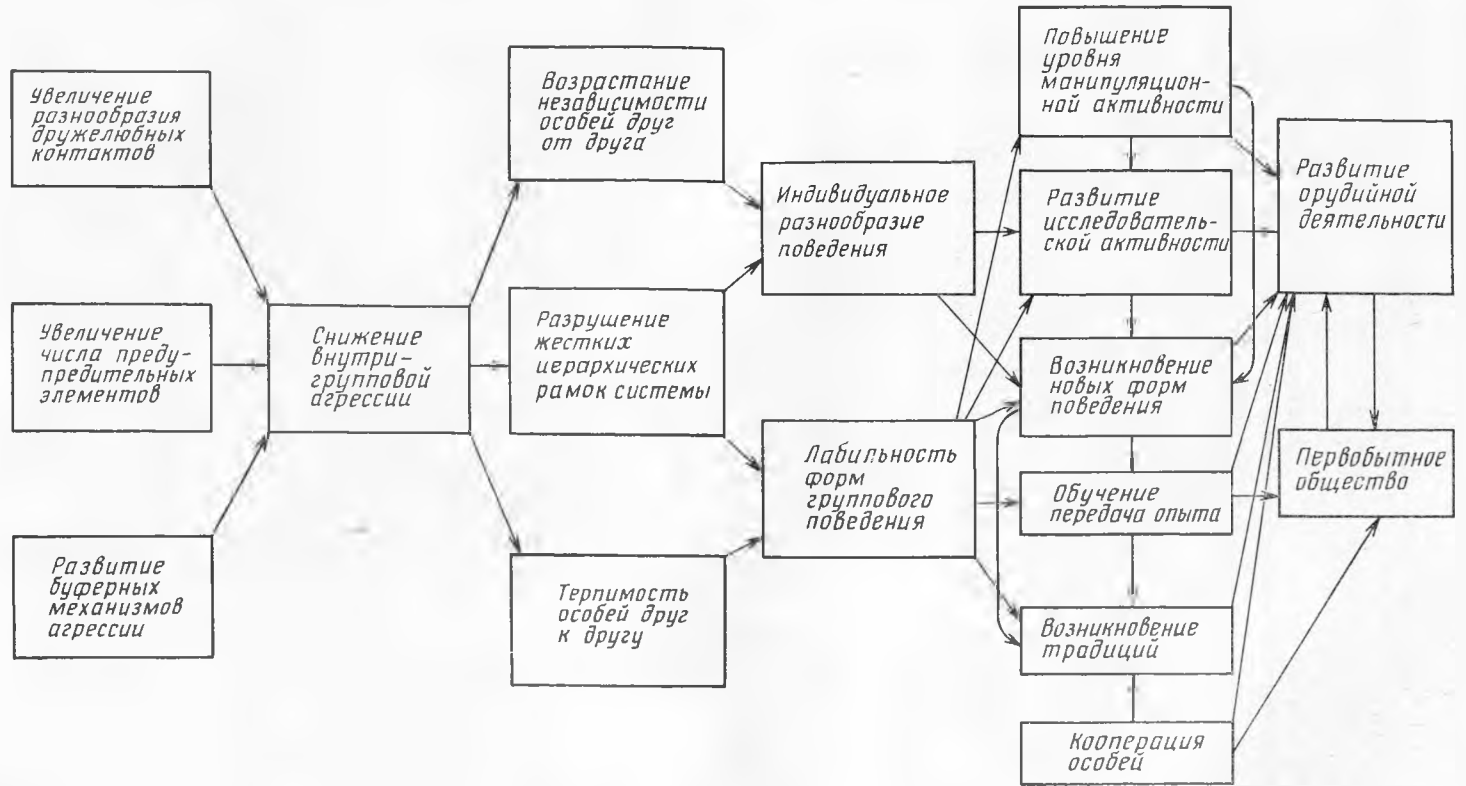 Увеличение
разнообразия
дружелюбных
контактов
Увеличение
числа преду-
предительных
элементов
Развитие
буферных
механизмов
агрессии
Снижение
внутри-
групповой
агрессии
Возрастание
независимости
особей друг
от друга
Разрушение
жестких
иерархических
рамок системы
Терпимость
особей друг
к другу
Индивидуальное
разнообразие
поведения
Лабильность
форм
группового
поведения
Повышение
уровня
манипуляцион-
ной активности
Развитие
исследователь-
ской активности
Возникновение
новых форм
поведения
Обучение
передача опыта
Возникновение
традиций
Кооперация
особей
Развитие
орудийной
деятельности
Первобытное
общество